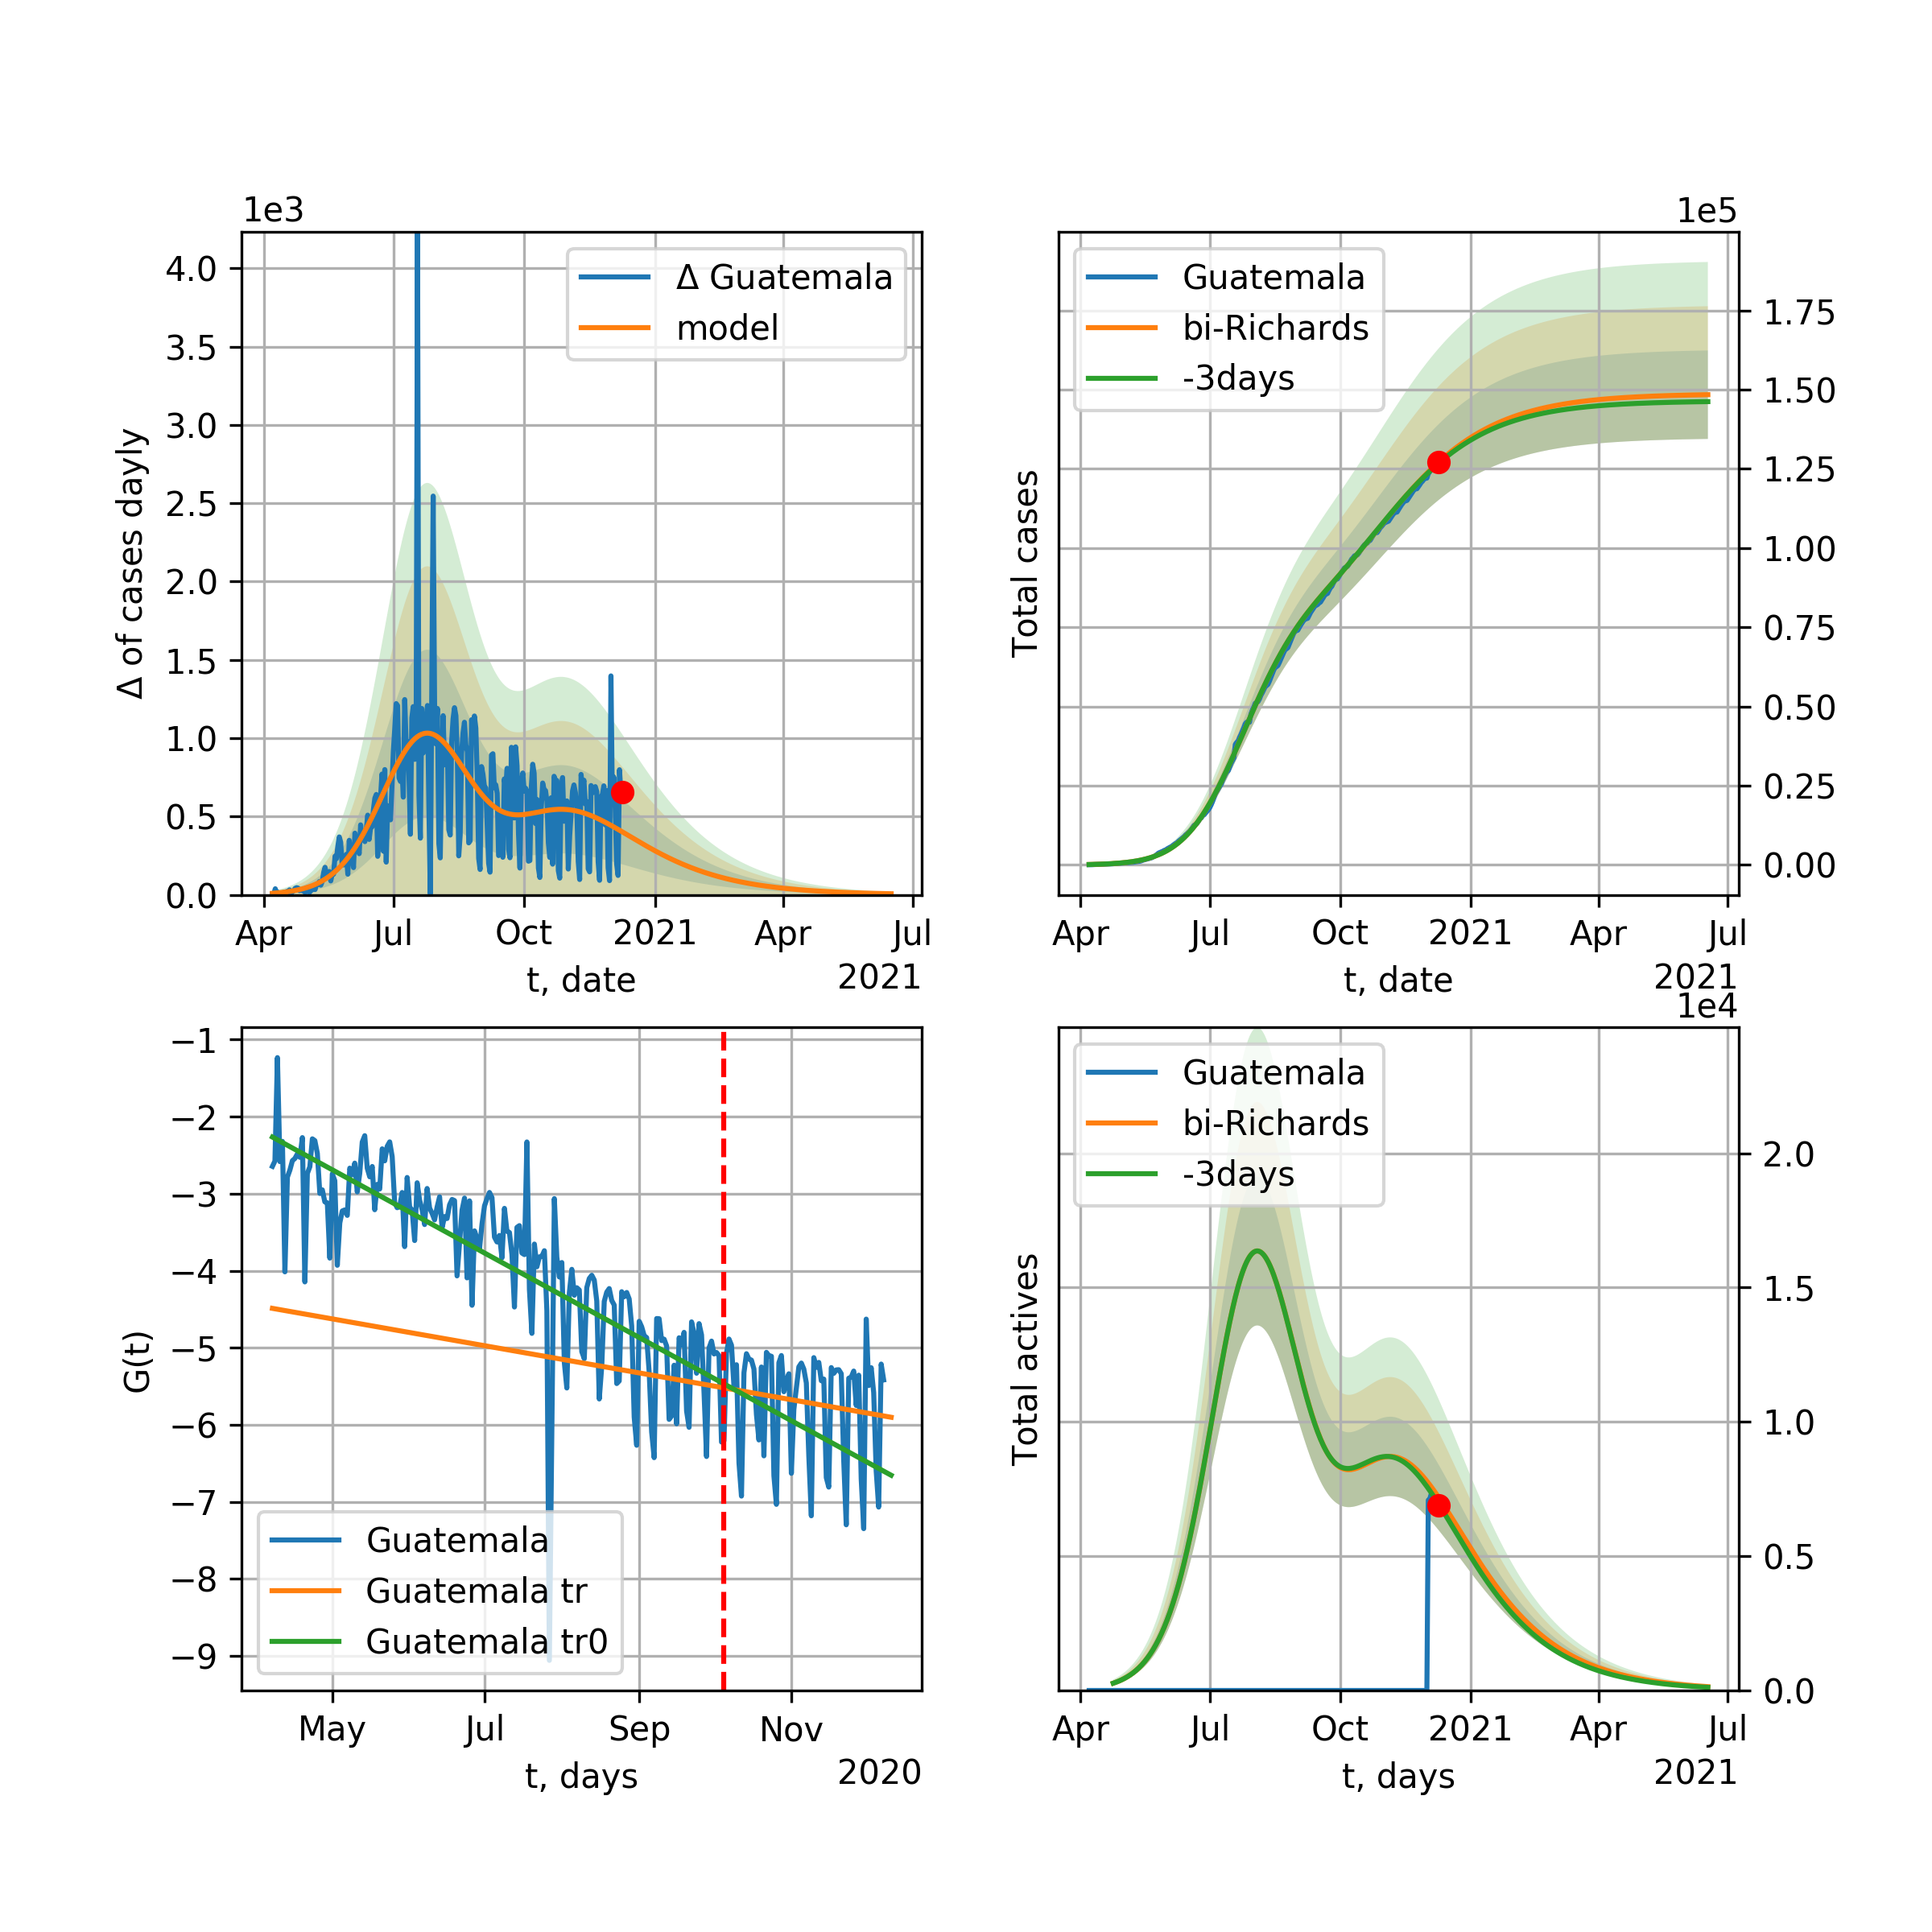 1e3
4.0
3.5
3.0
2.5
2.0
1.5
1.0
0.5
0.0
Δ of cases dayly
Δ Guatemala
model
Apr Jul Oct 2021 Apr Jul
t, date
2021
1e5
Guatemala
bi-Richards
-3days
Total cases
1.75
1.50
1.25
1.00
0.75
0.50
0.25
0.00
Apr Jul Oct 2021 Apr Jul
t, date
2021
−1
−2
−3
−4
−5
−6
−7
−8
−9
G(t)
Guatemala
Guatemala tr
Guatemala tr0
May Jul Sep Nov
t, days
2020
1e4
Guatemala
bi-Richards
-3days
Total actives
2.0
1.5
1.0
0.5
0.0
Apr Jul Oct 2021 Apr Jul
t, days
2021